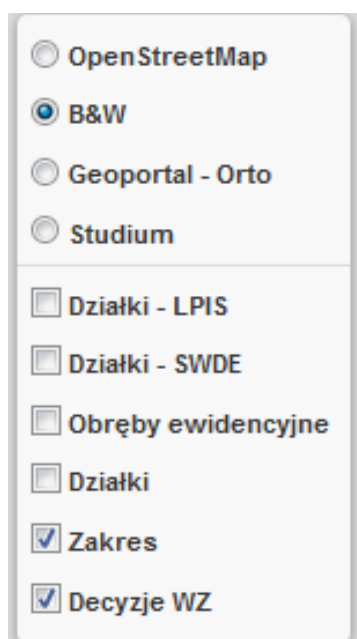 OpenStreetMap
B&W
Geoportal - Orto
Studium
Działki - LPIS
Działki - SWDE
Obręby ewidencyjne
Działki
Zakres
Decyzje WZ